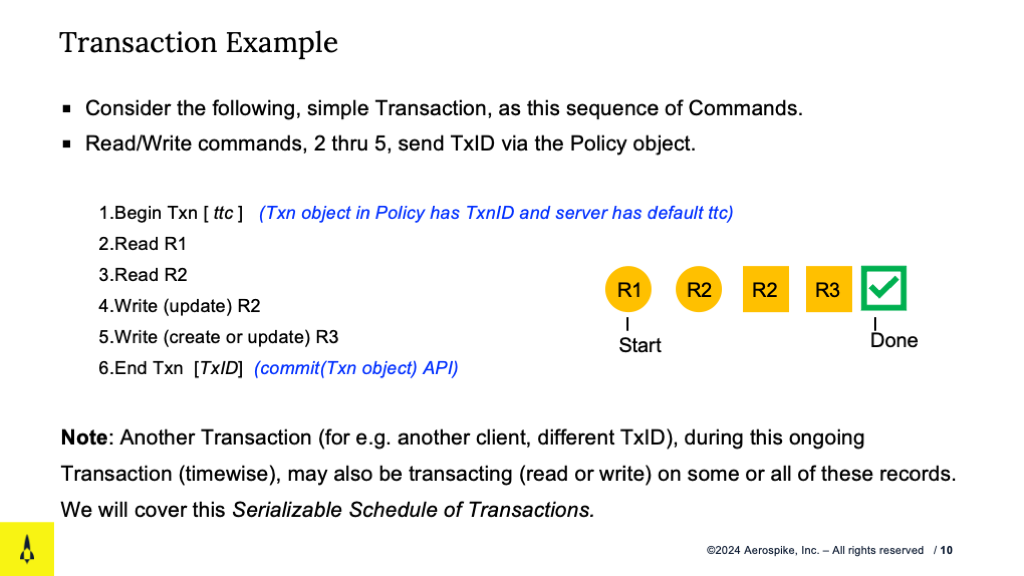 Transaction Example
▪ Consider the following, simple Transaction, as this sequence of Commands.
▪ Read/Write commands, 2 thru 5, send TxID via the Policy object.
1.Begin Txn [ ttc ] (Txn object in Policy has TxnID and server has default ttc)
2.Read R1
3.Read R2
4.Write (update) R2
5.Write (create or update) R3
6.End Txn [TxID] (commit(Txn object) API)
R1 R2 R2 R3
Start
Done
Note: Another Transaction (for e.g. another client, different TxID), during this ongoing
Transaction (timewise), may also be transacting (read or write) on some or all of these records.
We will cover this Serializable Schedule of Transactions.
©2024 Aerospike, Inc. – All rights reserved / 10